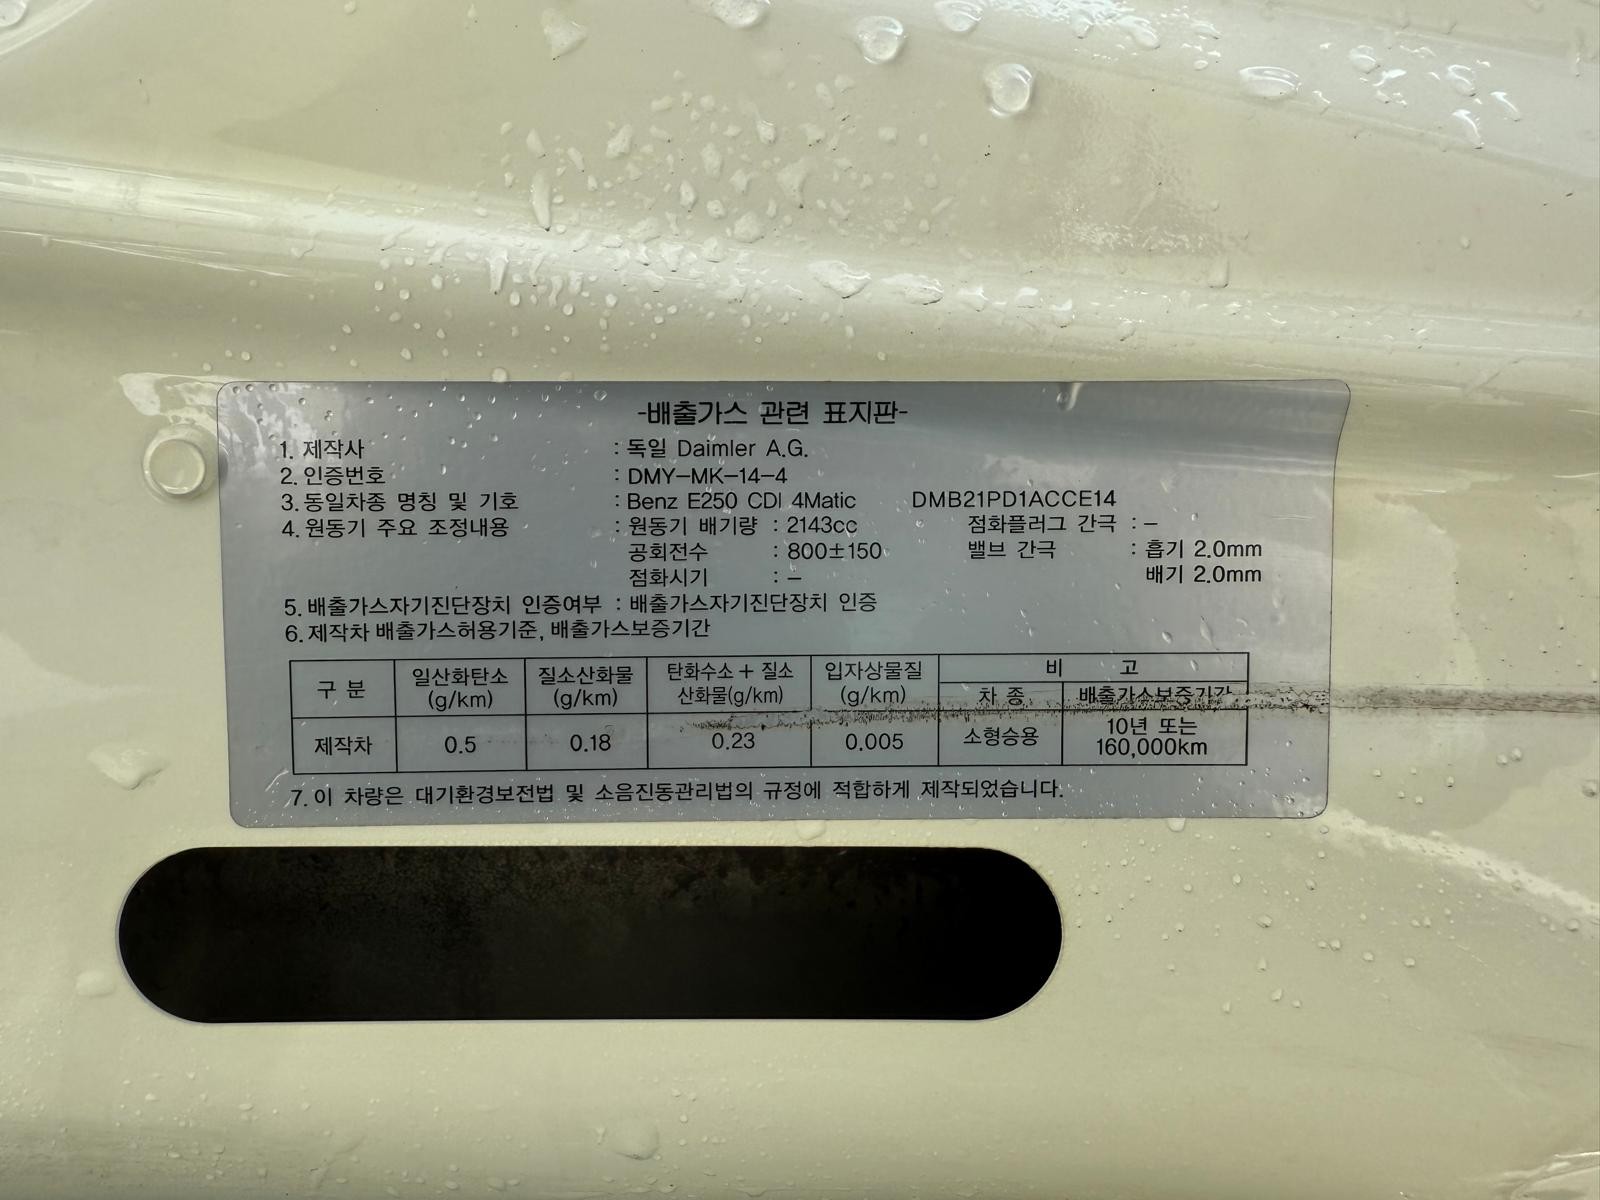 -배출가스 관련 표지판-
1. 제작사 : 독일 Daimler A.G.
2. 인증번호 : DMY-MK-14-4
3. 동일차종 명칭 및 기호 : Benz E250 CDI 4Matic DMB21PD1ACCE14
4. 원동기 주요 조정내용 : 원동기 배기량 : 2143cc 점화플러그 간극 : -
공회전수 : 800±150 밸브 간극 : 흡기 2.0mm
점화시기 : - 배기 2.0mm
5. 배출가스자기진단장치 인증여부 : 배출가스자기진단장치 인증
6. 제작차 배출가스허용기준, 배출가스보증기간
구 분 일산화탄소 (g/km) 질소산화물 (g/km) 탄화수소 + 질소 산화물(g/km) 입자상물질 (g/km) 비 고
차 종 배출가스보증기간
제작차 0.5 0.18 0.23 0.005 소형승용 10년 또는 160,000km
7. 이 차량은 대기환경보전법 및 소음진동관리법의 규정에 적합하게 제작되었습니다.